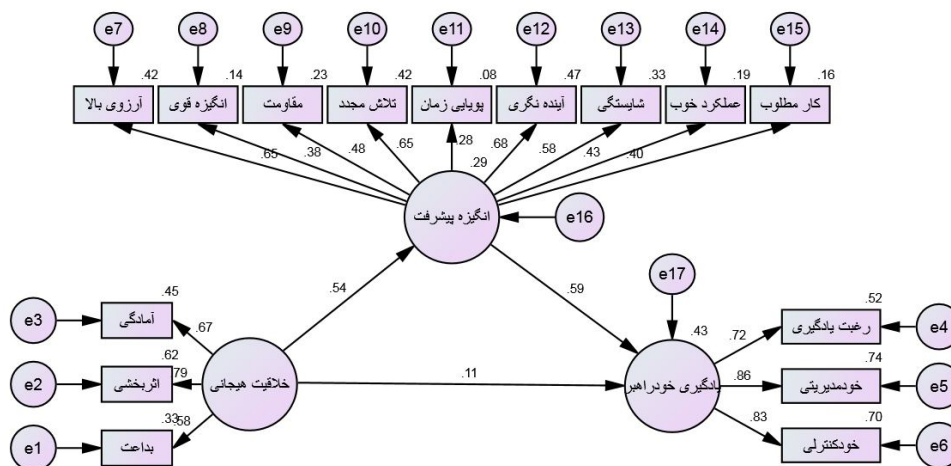 e7 e8 e9 e10 e11 e12 e13 e14 e15
.42 .14 .23 .42 .08 .47 .33 .19 .16
آرزوی بالا
انگیزه قوی
مقاومت
تلاش مجدد
پویایی زمان
آینده نگری
شایستگی
عملکرد خوب
کار مطلوب
.65 .38 .48 .65 .28 .68 .58 .43 .40
.29
انگیزه پیشرفت
e16
e17
.54
.59
.45
e3
آمادگی
.67
.62
e2
اثربخشی
.79
خلاقیت هیجانی
.33
e1
بداعت
.58
.11
.43
یادگیری خودراهبر
.52
.72
رغبت یادگیری
e4
.74
.86
خودمدیریتی
e5
.70
.83
خودکنترلی
e6